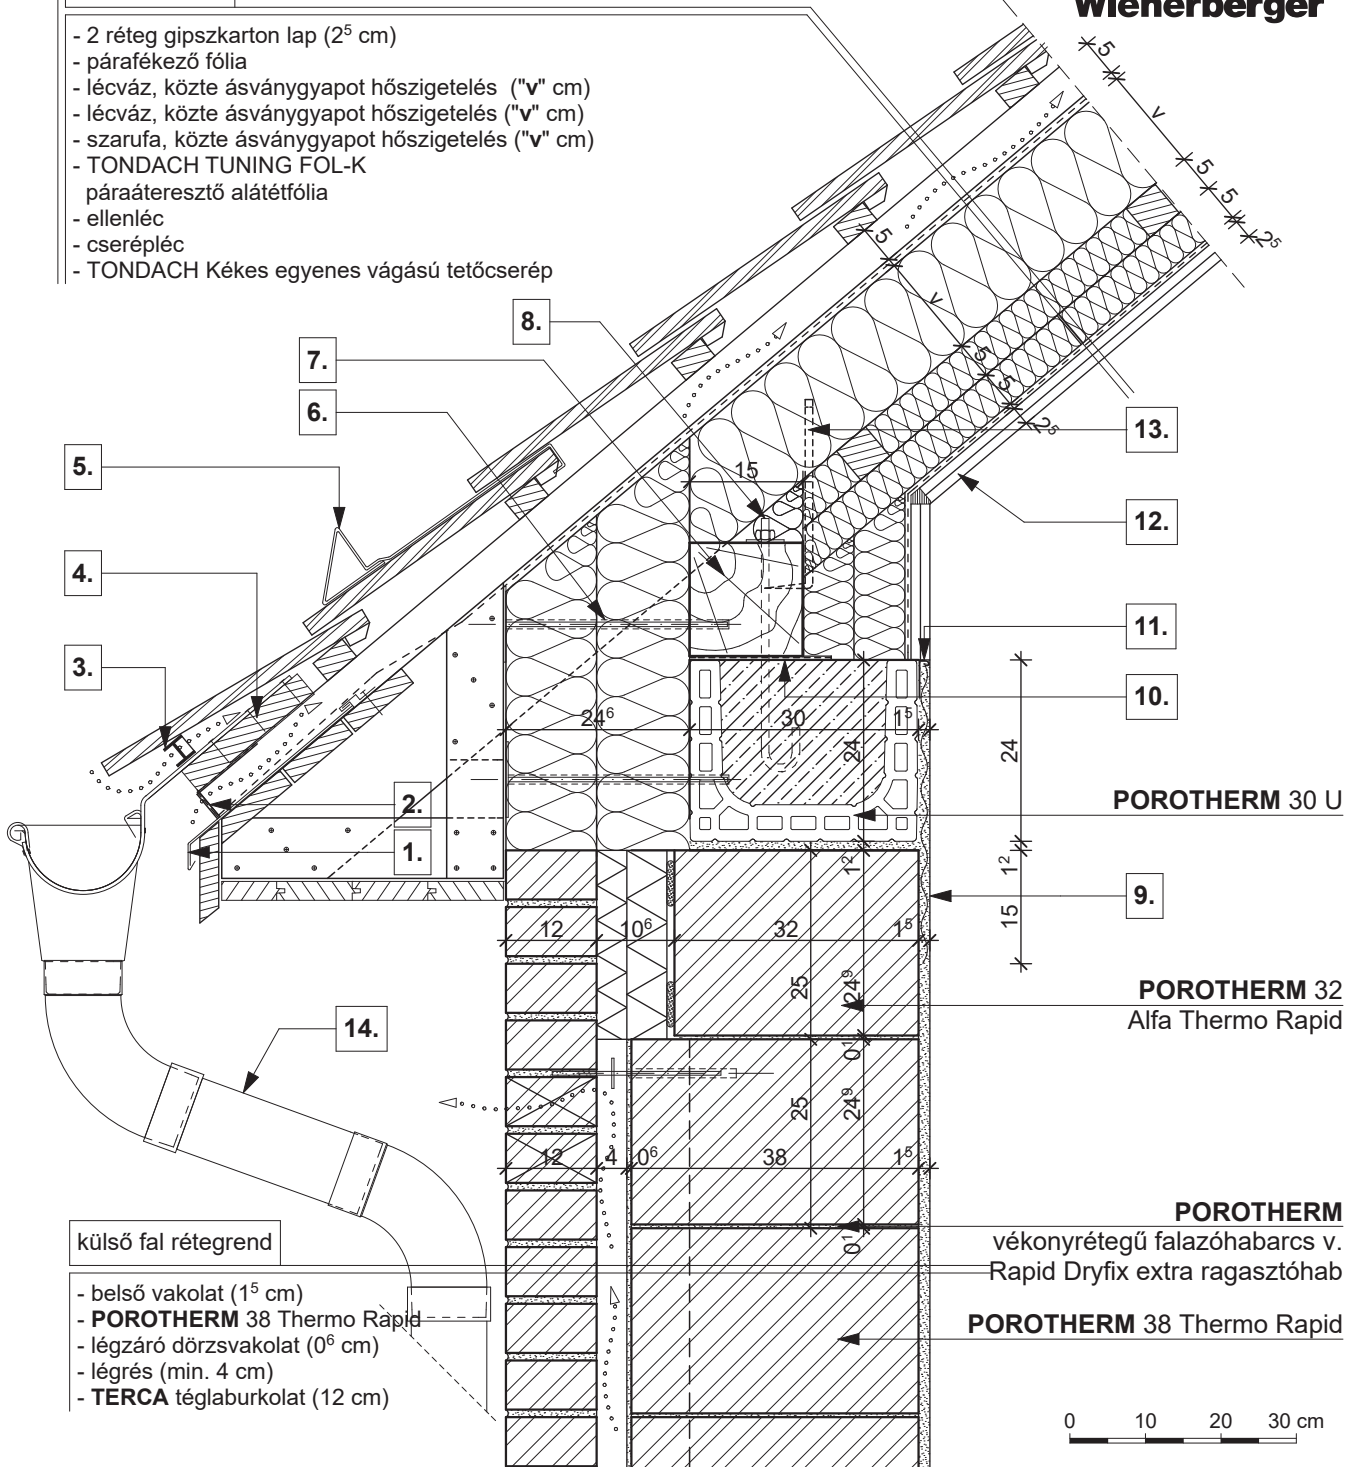 Wienerberger
- 2 réteg gipszkarton lap (2⁵ cm)
- párafékező fólia
- lécváz, közte ásványgyapot hőszigetelés ("v" cm)
- lécváz, közte ásványgyapot hőszigetelés ("v" cm)
- szarufa, közte ásványgyapot hőszigetelés ("v" cm)
- TONDACH TUNING FOL-K
páraáteresztő alátétfólia
- ellenléc
- cserépléc
- TONDACH Kékes egyenes vágású tetőcserép
5
v
5
5
2⁵
5
v
5
5
2⁵
8.
7.
6.
5.
4.
3.
2.
1.
13.
12.
11.
10.
15
24⁶
30
1⁵
24
24
POROTHERM 30 U
1²
1²
15
9.
12
10⁶
32
1⁵
25
24⁹
POROTHERM 32
Alfa Thermo Rapid
14.
0¹
25
24⁹
12
4
0⁶
38
1⁵
0¹
POROTHERM
vékonyrétegű falazóhabarcs v.
Rapid Dryfix extra ragasztóhab
POROTHERM 38 Thermo Rapid
külső fal rétegrend
- belső vakolat (1⁵ cm)
- POROTHERM 38 Thermo Rapid
- légzáró dörzsvakolat (0⁶ cm)
- légrés (min. 4 cm)
- TERCA téglaburkolat (12 cm)
0 10 20 30 cm